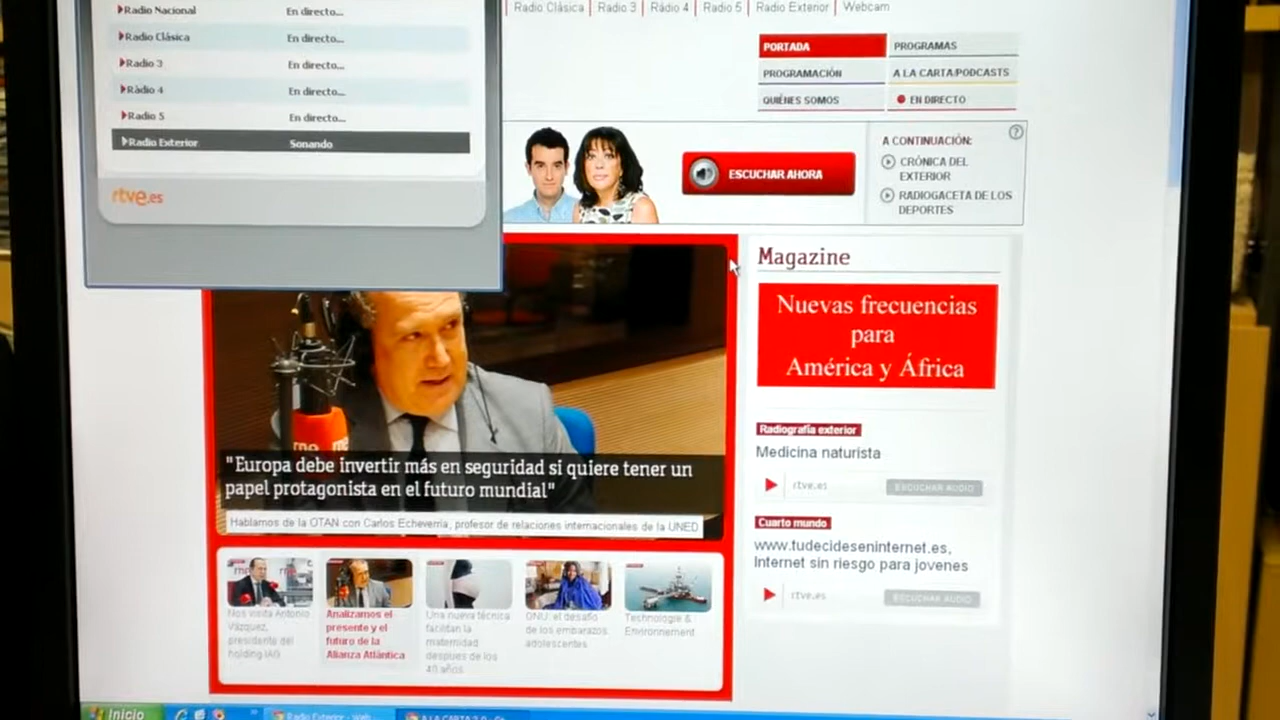 Radio Nacional En directo...
Radio Clásica En directo...
Radio 3 En directo...
Ràdio 4 En directo...
Radio 5 En directo...
Radio Exterior Sonando
rtve.es
Radio Clásica Radio 3 Ràdio 4 Radio 5 Radio Exterior Webcam
PORTADA PROGRAMAS
PROGRAMACIÓN A LA CARTA/PODCASTS
QUIÉNES SOMOS EN DIRECTO
ESCUCHAR AHORA
A CONTINUACIÓN:
CRÓNICA DEL
EXTERIOR
RADIOGACETA DE LOS
DEPORTES
?
rne
"Europa debe invertir más en seguridad si quiere tener un
papel protagonista en el futuro mundial"
Hablamos de la OTAN con Carlos Echeverría, profesor de relaciones internacionales de la UNED
Nos visita Antonio
Vázquez,
presidente del
holding IAG
Analizamos el
presente y el
futuro de la
Alianza Atlántica
Una nueva técnica
facilitan la
maternidad
despues de los
40 años
ONU: el desafío
de los embarazos
adolescentes
Technologie &
Environnement
Magazine
Nuevas frecuencias
para
América y África
Radiografía exterior
Medicina naturista
rtve.es ESCUCHAR AUDIO
Cuarto mundo
www.tudecideseninternet.es,
Internet sin riesgo para jovenes
rtve.es ESCUCHAR AUDIO
Inicio Radio Exterior - Web... A LA CARTA 2.0 - Ch...